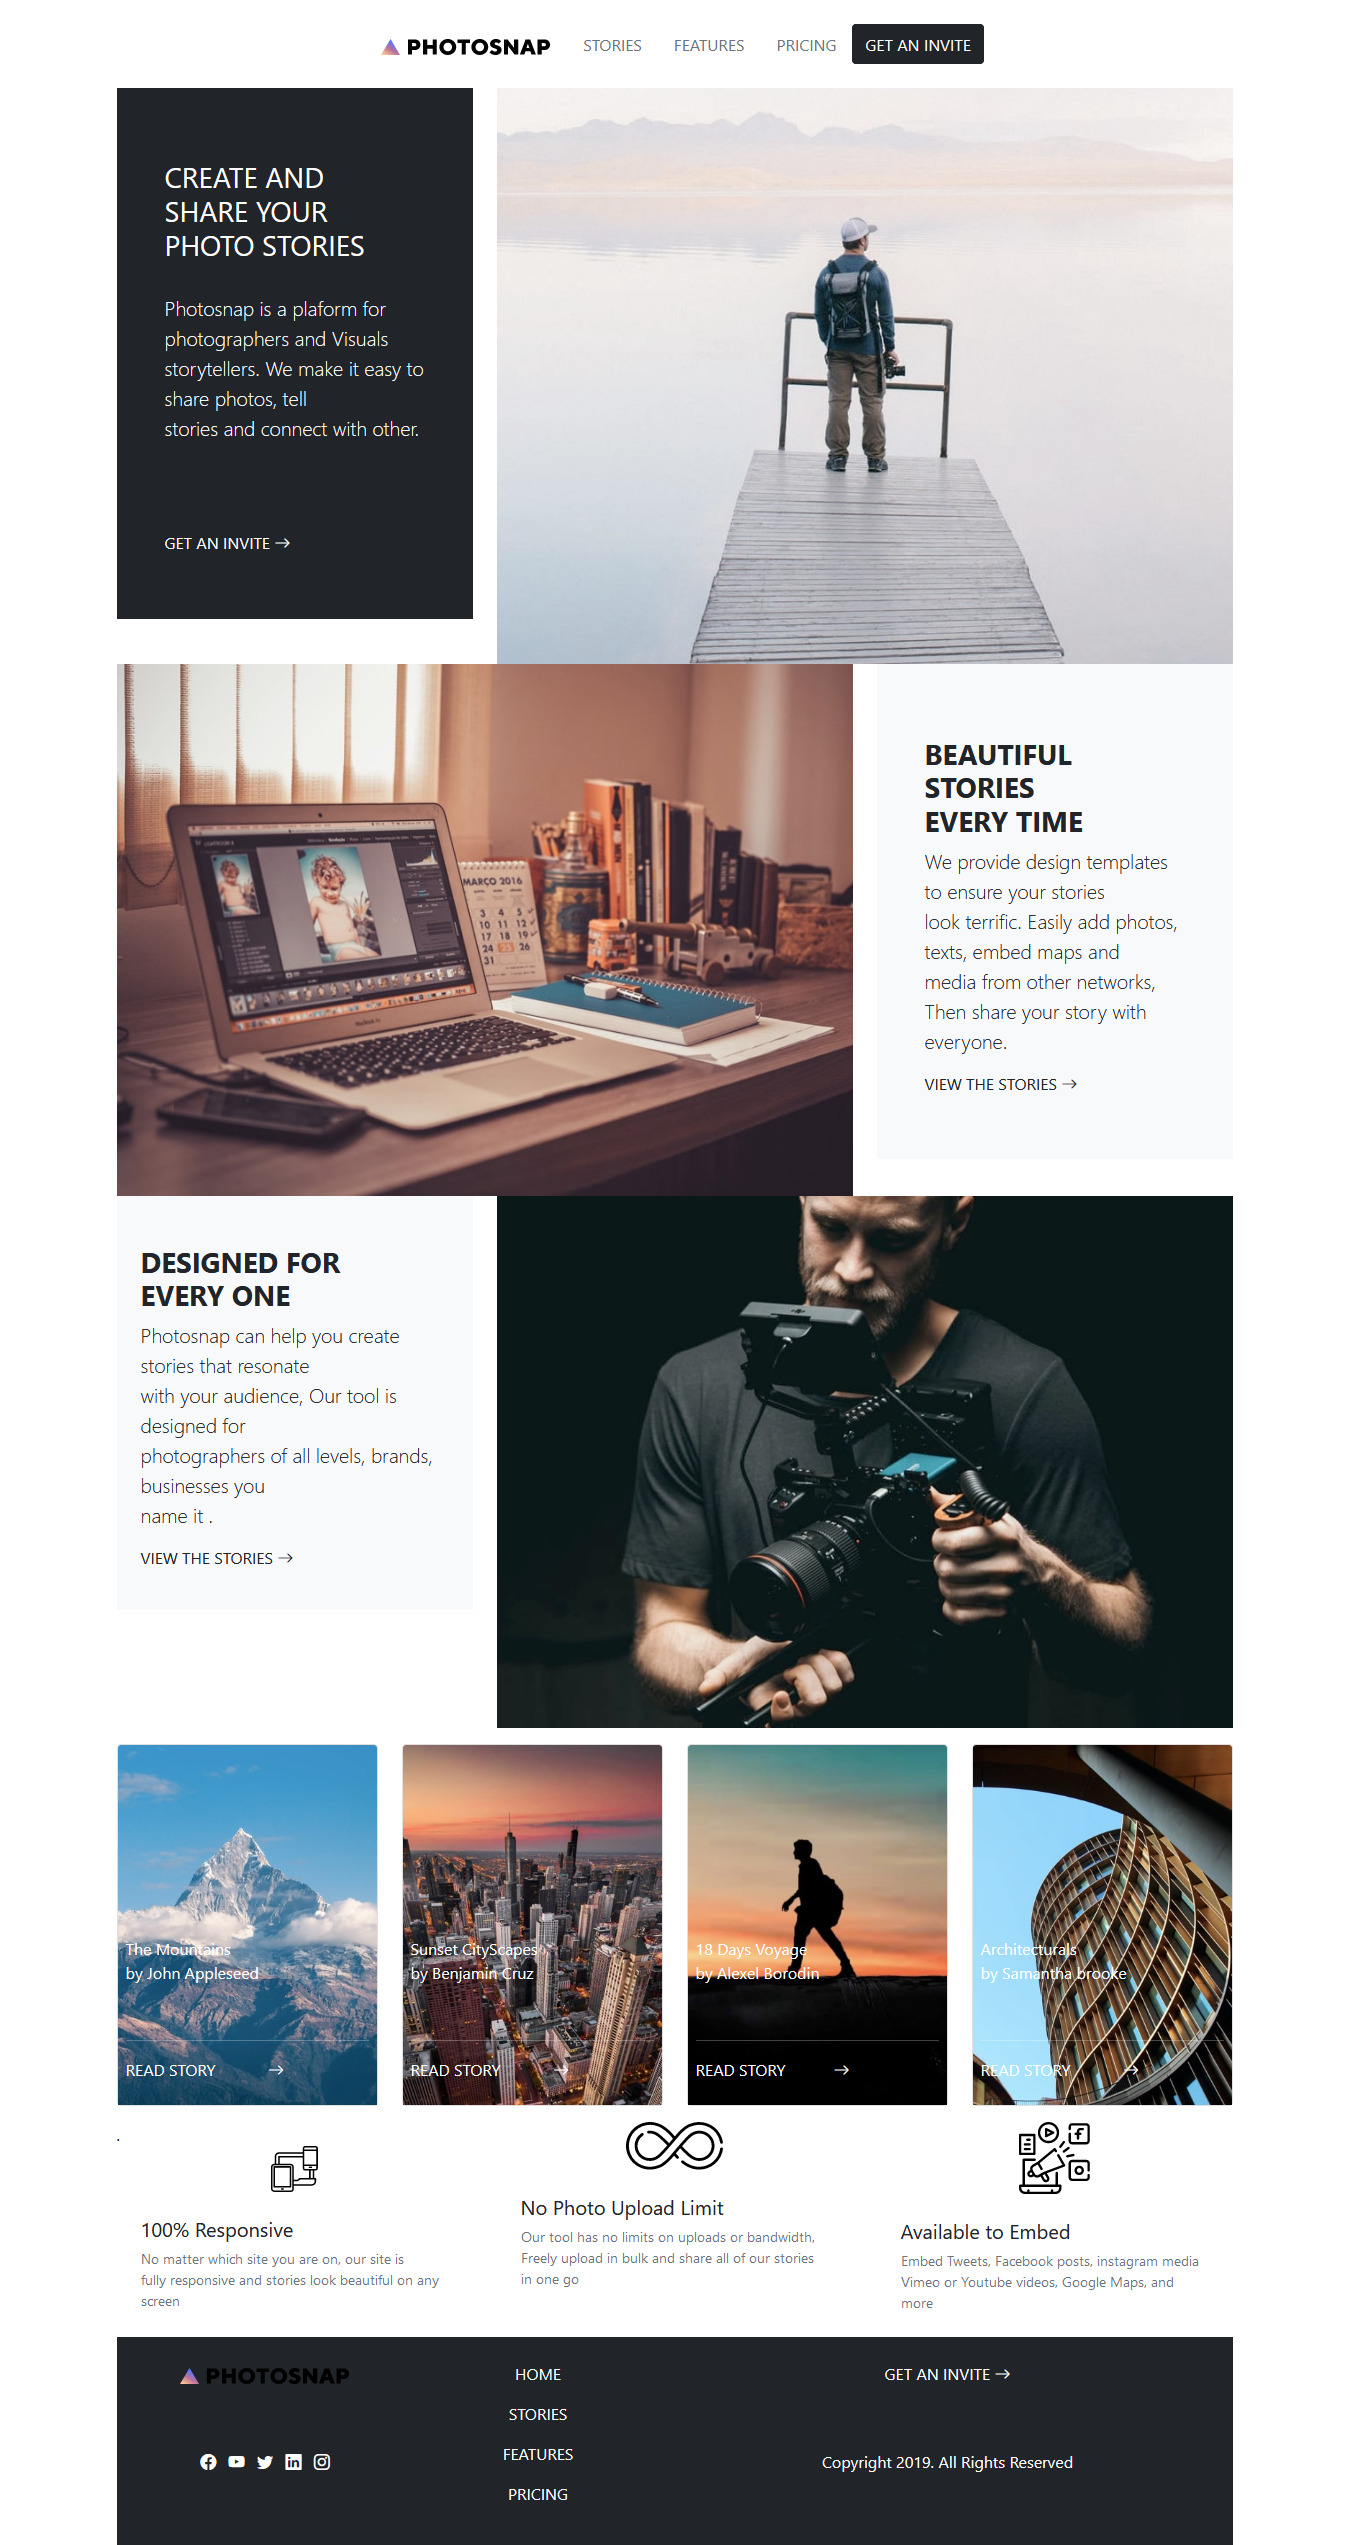 PHOTOSNAP STORIES FEATURES PRICING GET AN INVITE
CREATE AND
SHARE YOUR
PHOTO STORIES
Photosnap is a plaform for
photographers and Visuals
storytellers. We make it easy to
share photos, tell
stories and connect with other.
GET AN INVITE →
MARÇO 2016
BEAUTIFUL
STORIES
EVERY TIME
We provide design templates
to ensure your stories
look terrific. Easily add photos,
texts, embed maps and
media from other networks,
Then share your story with
everyone.
VIEW THE STORIES →
DESIGNED FOR
EVERY ONE
Photosnap can help you create
stories that resonate
with your audience, Our tool is
designed for
photographers of all levels, brands,
businesses you
name it .
VIEW THE STORIES →
The Mountains
by John Appleseed
READ STORY →
Sunset CityScapes
by Benjamin Cruz
READ STORY →
18 Days Voyage
by Alexel Borodin
READ STORY →
Architecturals
by Samantha brooke
READ STORY →
.
100% Responsive
No matter which site you are on, our site is
fully responsive and stories look beautiful on any
screen
No Photo Upload Limit
Our tool has no limits on uploads or bandwidth,
Freely upload in bulk and share all of our stories
in one go
Available to Embed
Embed Tweets, Facebook posts, instagram media
Vimeo or Youtube videos, Google Maps, and
more
PHOTOSNAP
HOME
STORIES
FEATURES
PRICING
GET AN INVITE →
Copyright 2019. All Rights Reserved